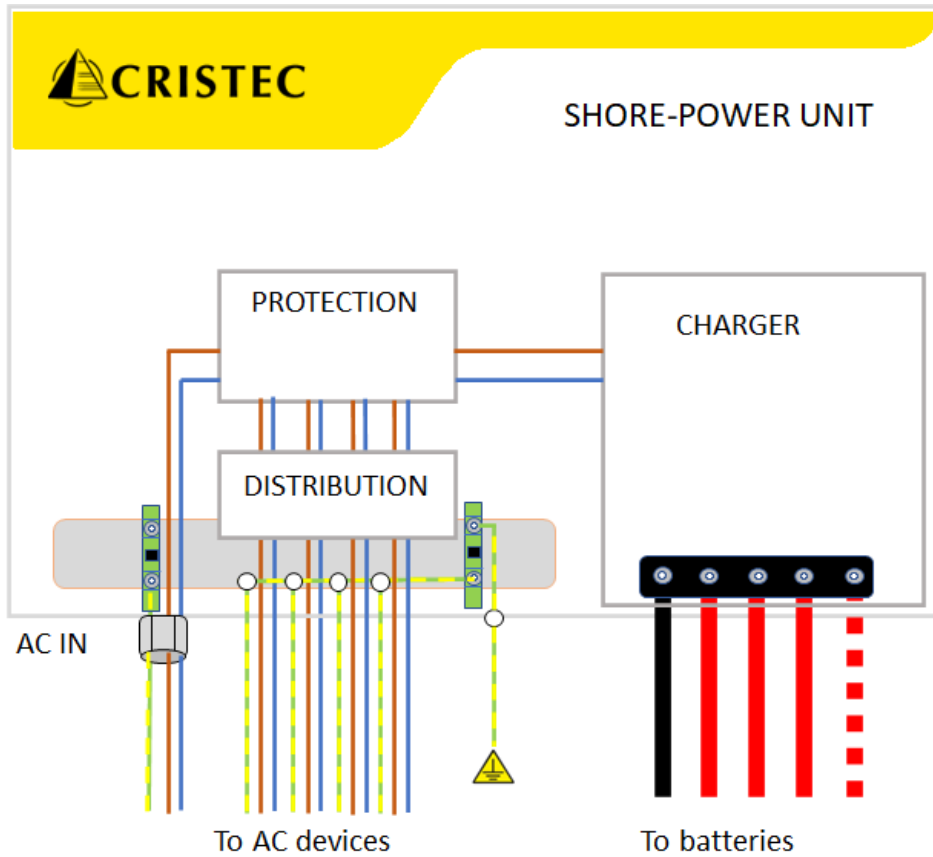 CRISTEC
SHORE-POWER UNIT
PROTECTION
CHARGER
DISTRIBUTION
AC IN
To AC devices
To batteries